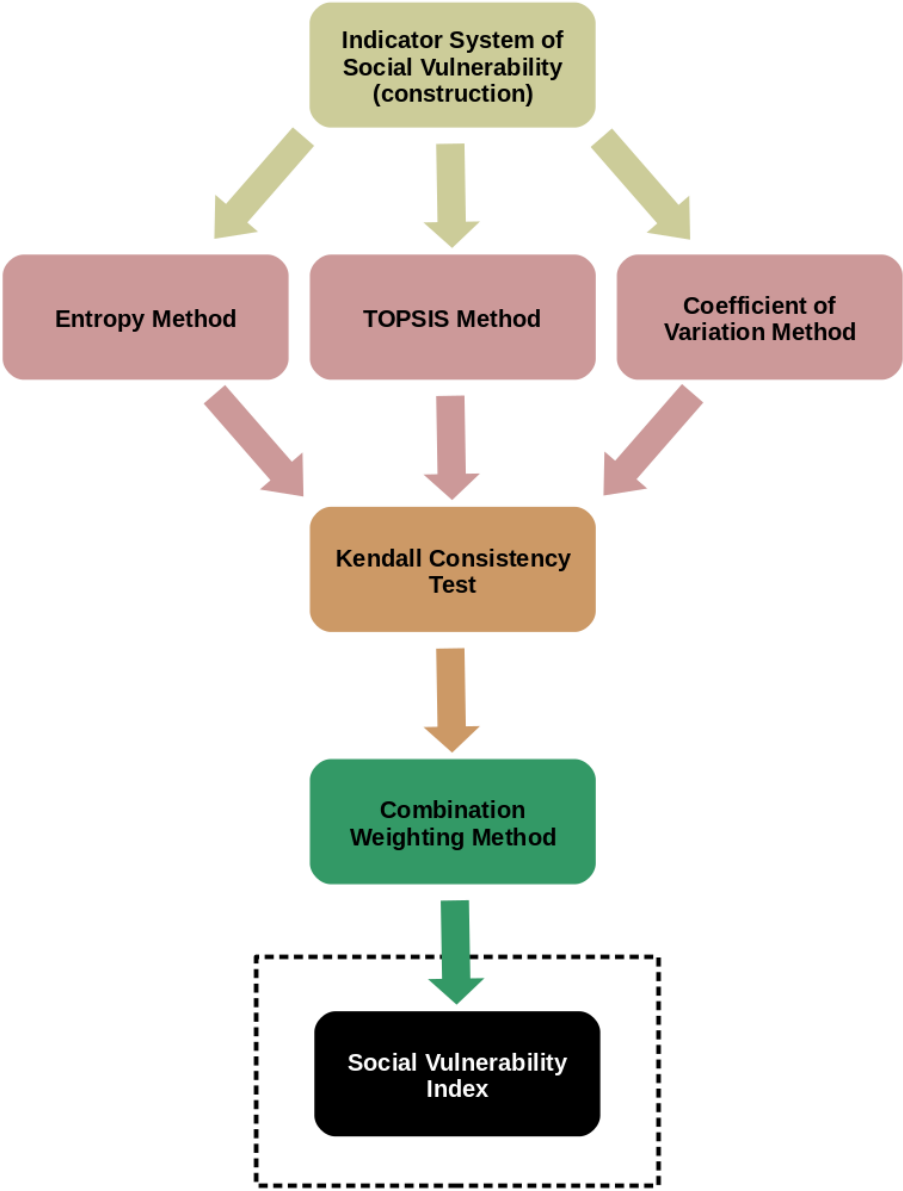 Indicator System of
Social Vulnerability
(construction)
Entropy Method
TOPSIS Method
Coefficient of
Variation Method
Kendall Consistency
Test
Combination
Weighting Method
Social Vulnerability
Index